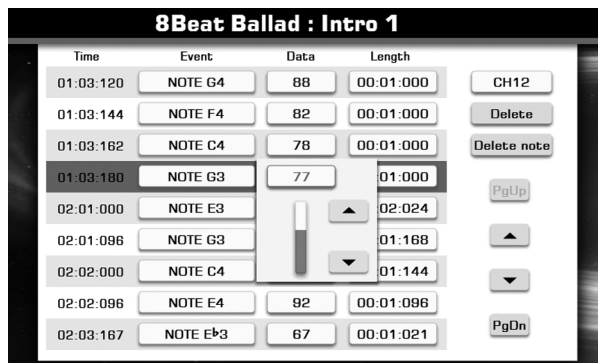 8Beat Ballad : Intro 1
Time Event Data Length
01:03:120 NOTE G4 88 00:01:000 CH12
01:03:144 NOTE F4 82 00:01:000 Delete
01:03:162 NOTE C4 78 00:01:000 Delete note
01:03:180 NOTE G3 77 :01:000
PgUp
02:01:000 NOTE E3 :02:024
02:01:096 NOTE G3 :01:168
02:02:000 NOTE C4 :01:144
02:02:096 NOTE E4 92 00:01:096
02:03:167 NOTE E♭3 67 00:01:021 PgDn